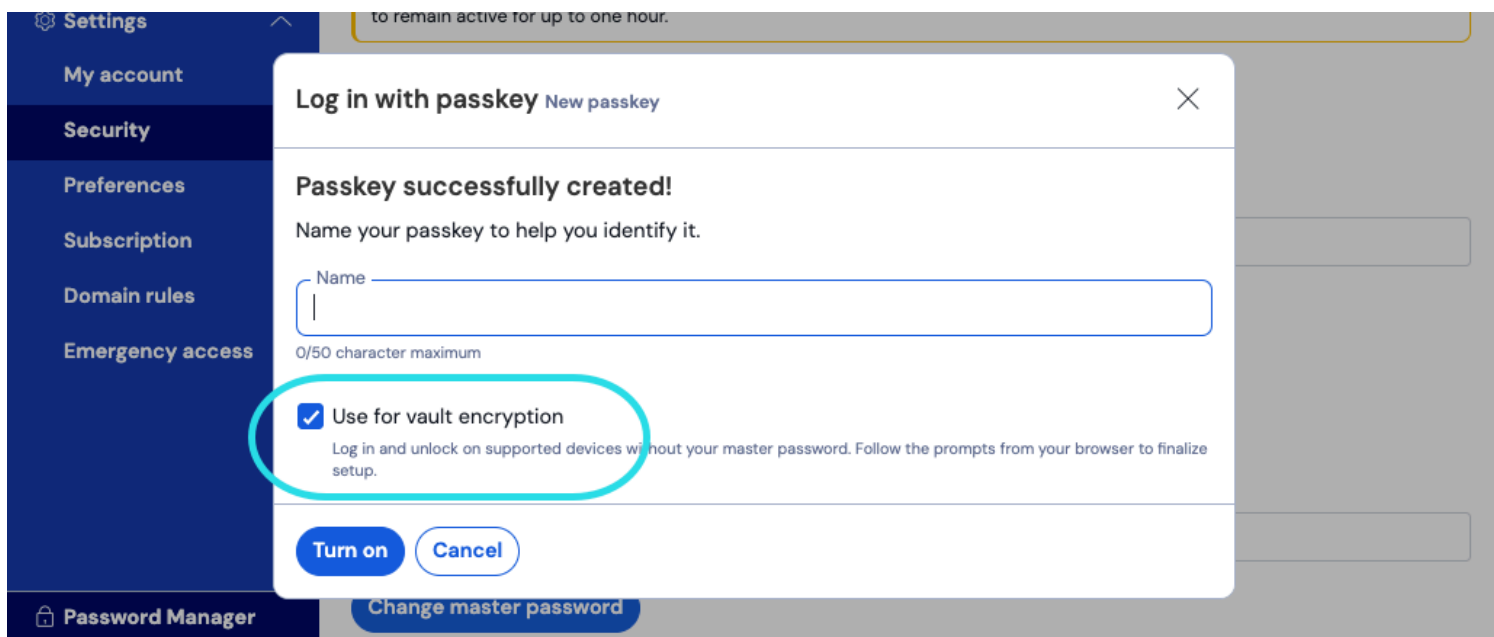 Settings
to remain active for up to one hour.
My account
Security
Preferences
Subscription
Domain rules
Emergency access
Password Manager
Log in with passkey New passkey
Passkey successfully created!
Name your passkey to help you identify it.
Name
0/50 character maximum
Use for vault encryption
Log in and unlock on supported devices without your master password. Follow the prompts from your browser to finalize
setup.
Turn on Cancel
Change master password